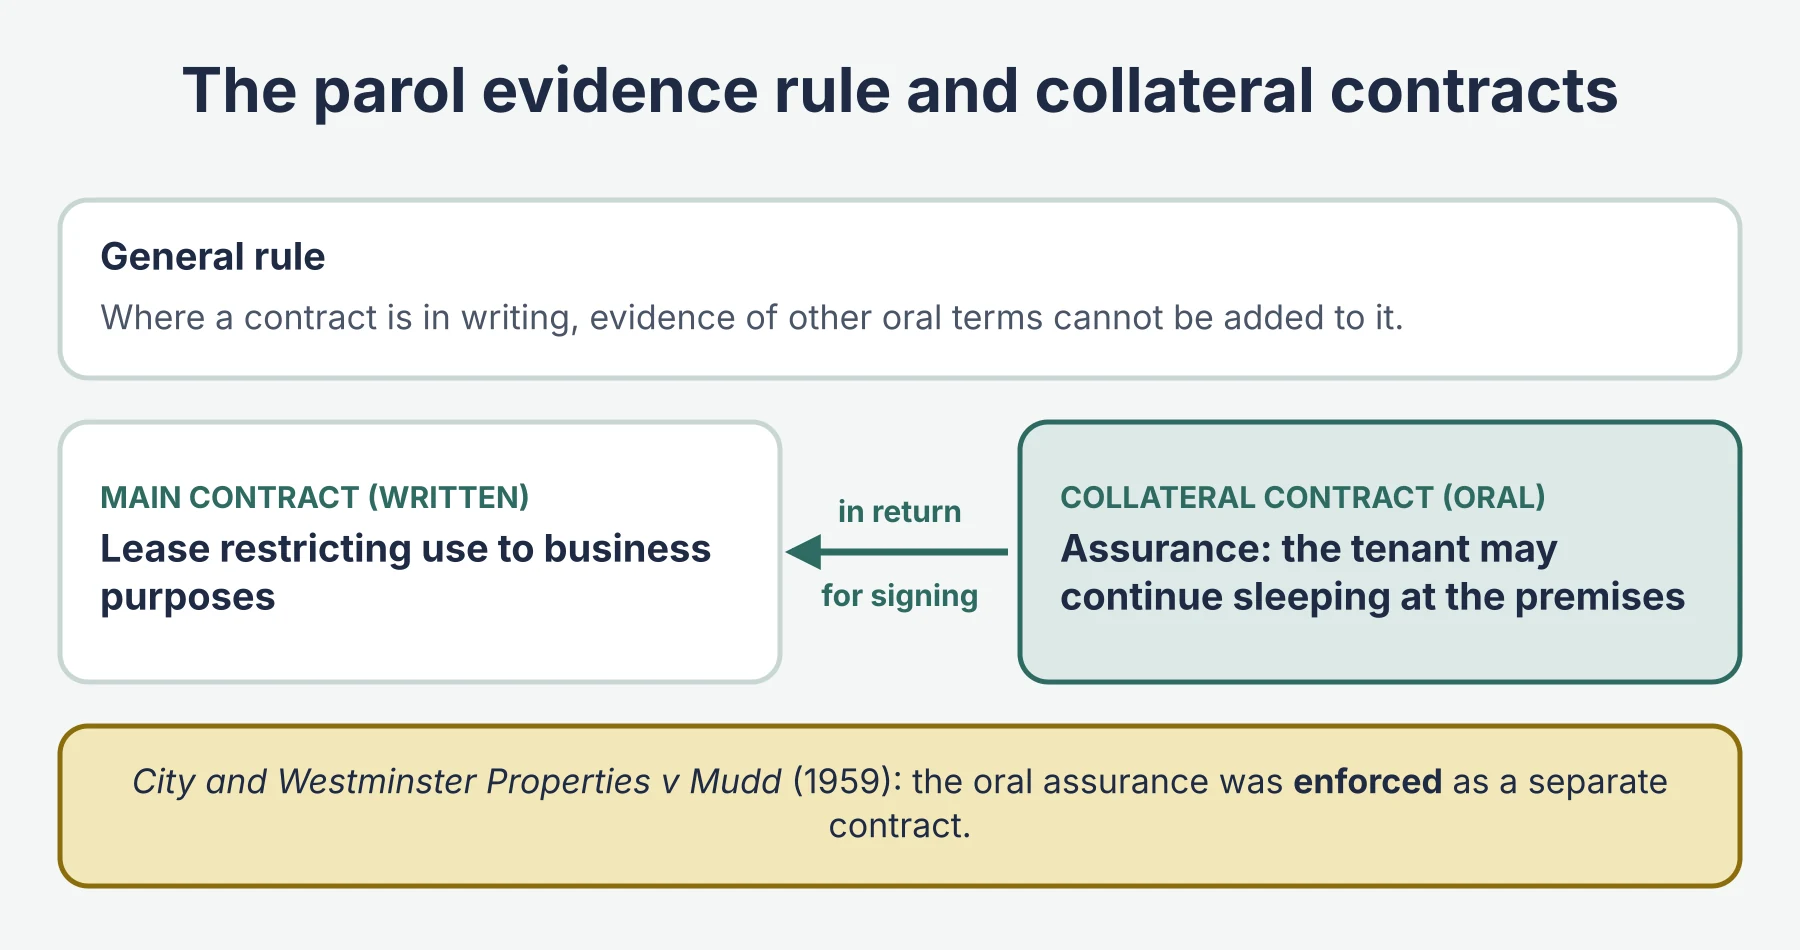 The parol evidence rule and collateral contracts
General rule
Where a contract is in writing, evidence of other oral terms cannot be added to it.
MAIN CONTRACT (WRITTEN)
Lease restricting use to business
purposes
in return
for signing
COLLATERAL CONTRACT (ORAL)
Assurance: the tenant may
continue sleeping at the premises
City and Westminster Properties v Mudd (1959): the oral assurance was enforced as a separate
contract.